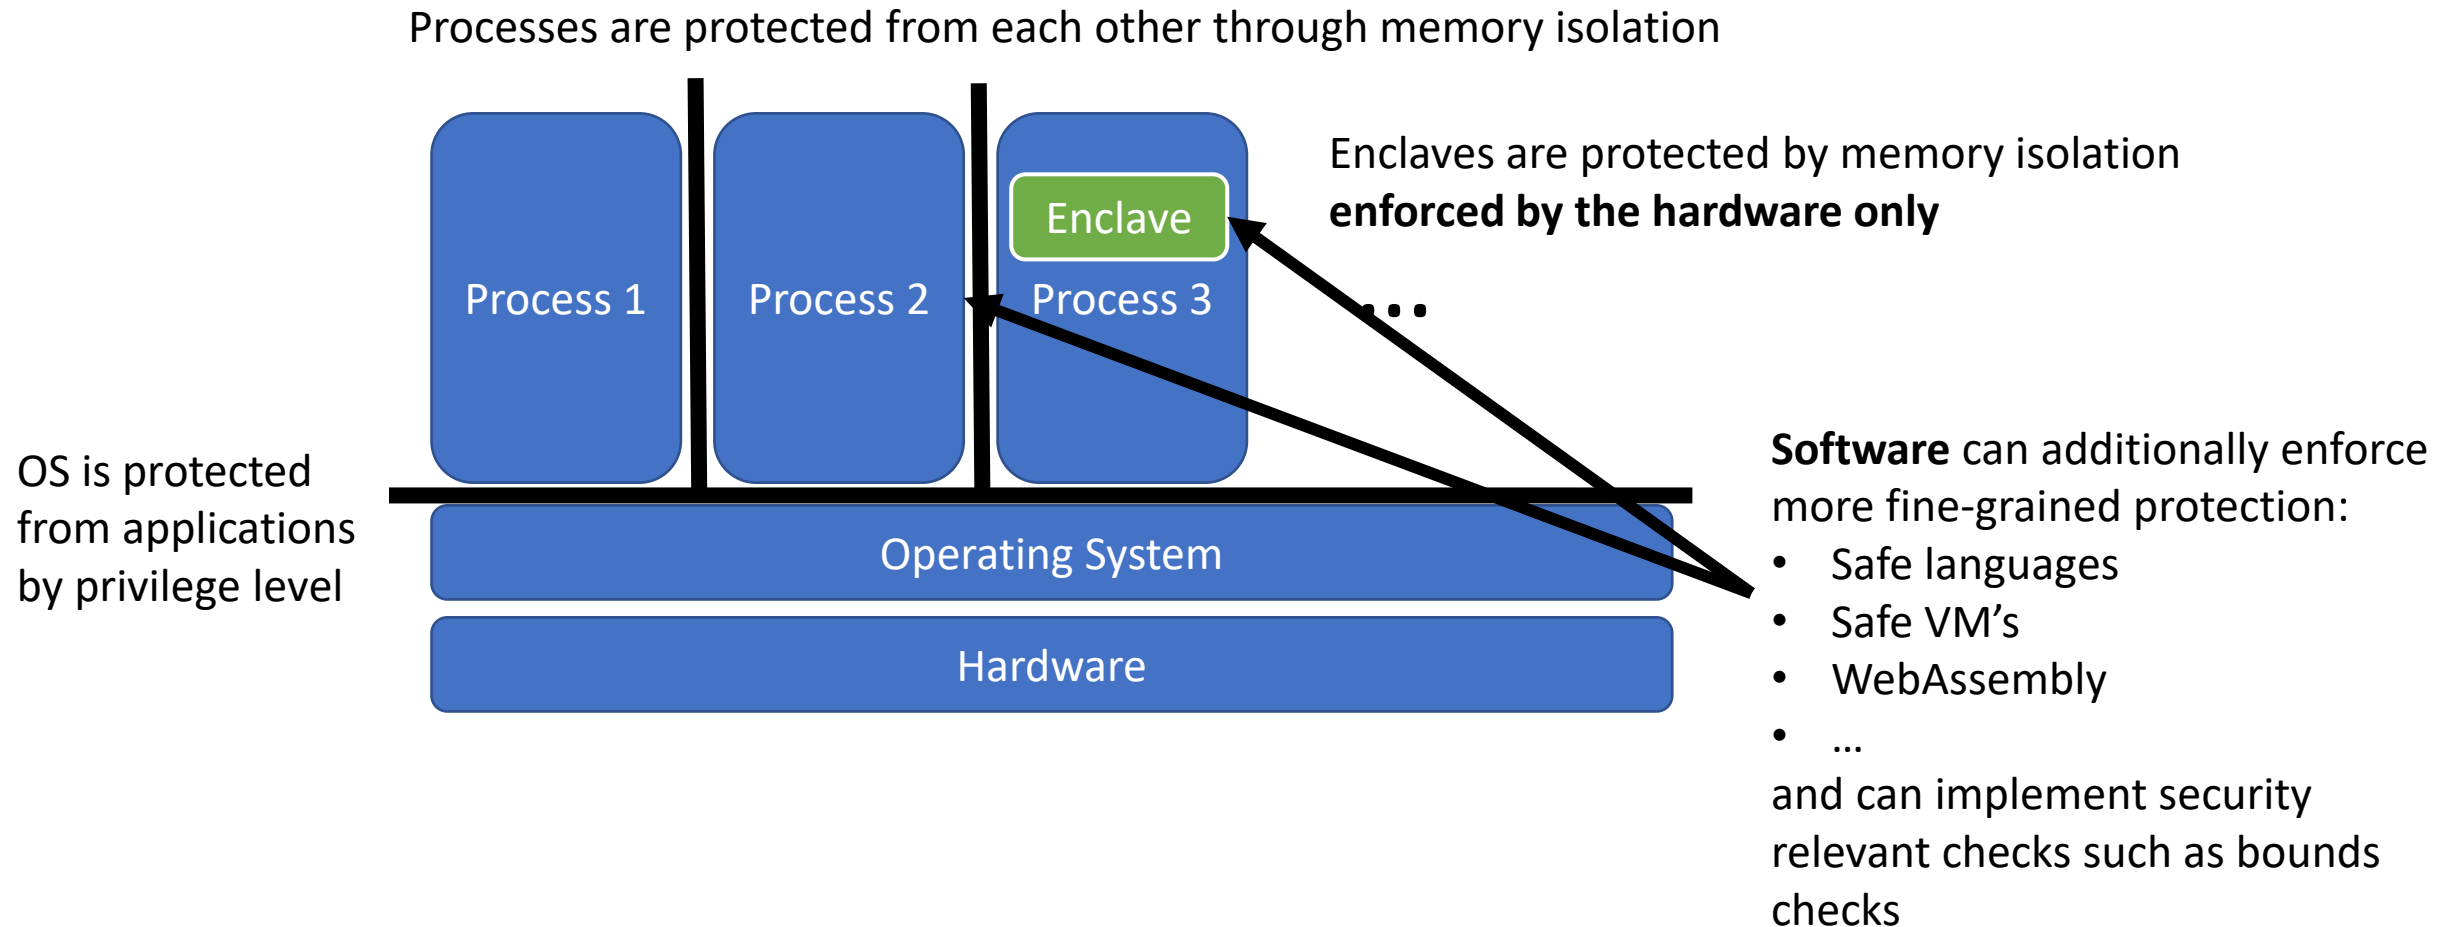 Processes are protected from each other through memory isolation
Enclaves are protected by memory isolation
enforced by the hardware only
Enclave
Process 1
Process 2
Process 3
...
OS is protected
from applications
by privilege level
Operating System
Hardware
Software can additionally enforce
more fine-grained protection:
• Safe languages
• Safe VM’s
• WebAssembly
• …
and can implement security
relevant checks such as bounds
checks